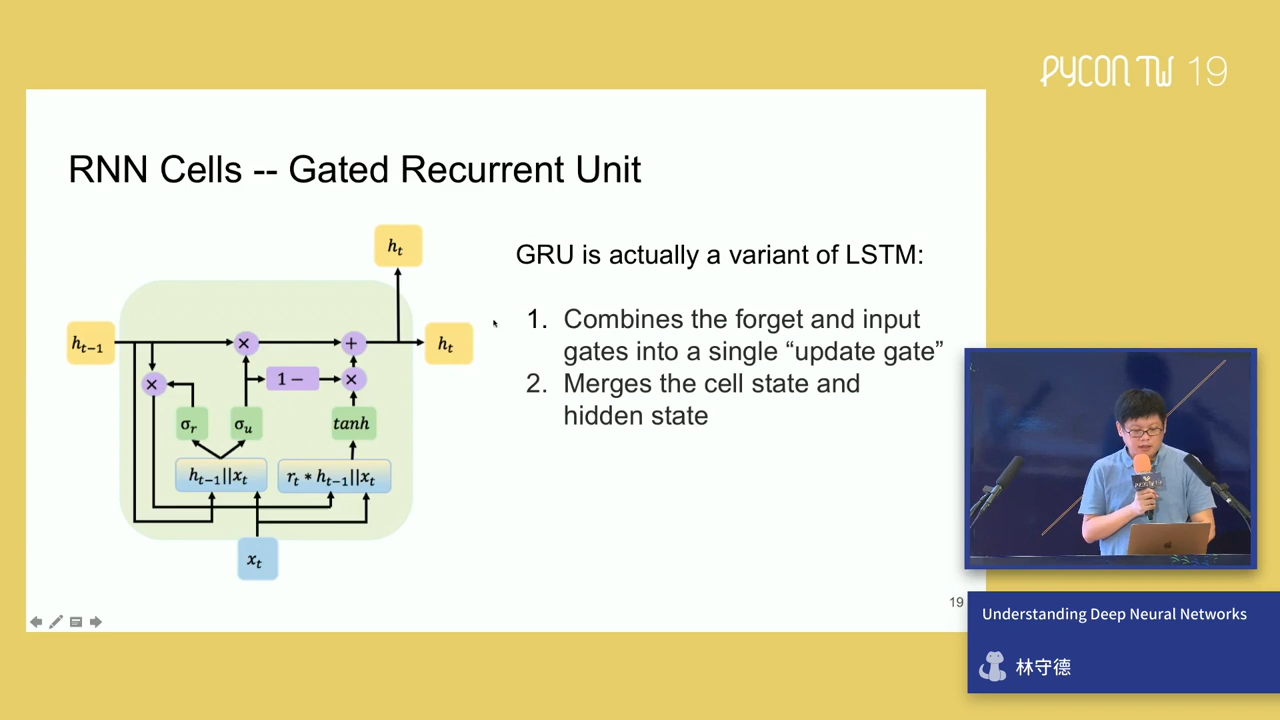 PYCON TW 19
RNN Cells -- Gated Recurrent Unit
h_t
h_{t-1}
×
+
h_t
×
1 −
×
σ_r
σ_u
tanh
h_{t-1}||x_t
r_t * h_{t-1}||x_t
x_t
GRU is actually a variant of LSTM:
1. Combines the forget and input
gates into a single “update gate”
2. Merges the cell state and
hidden state
19
Understanding Deep Neural Networks
林守德